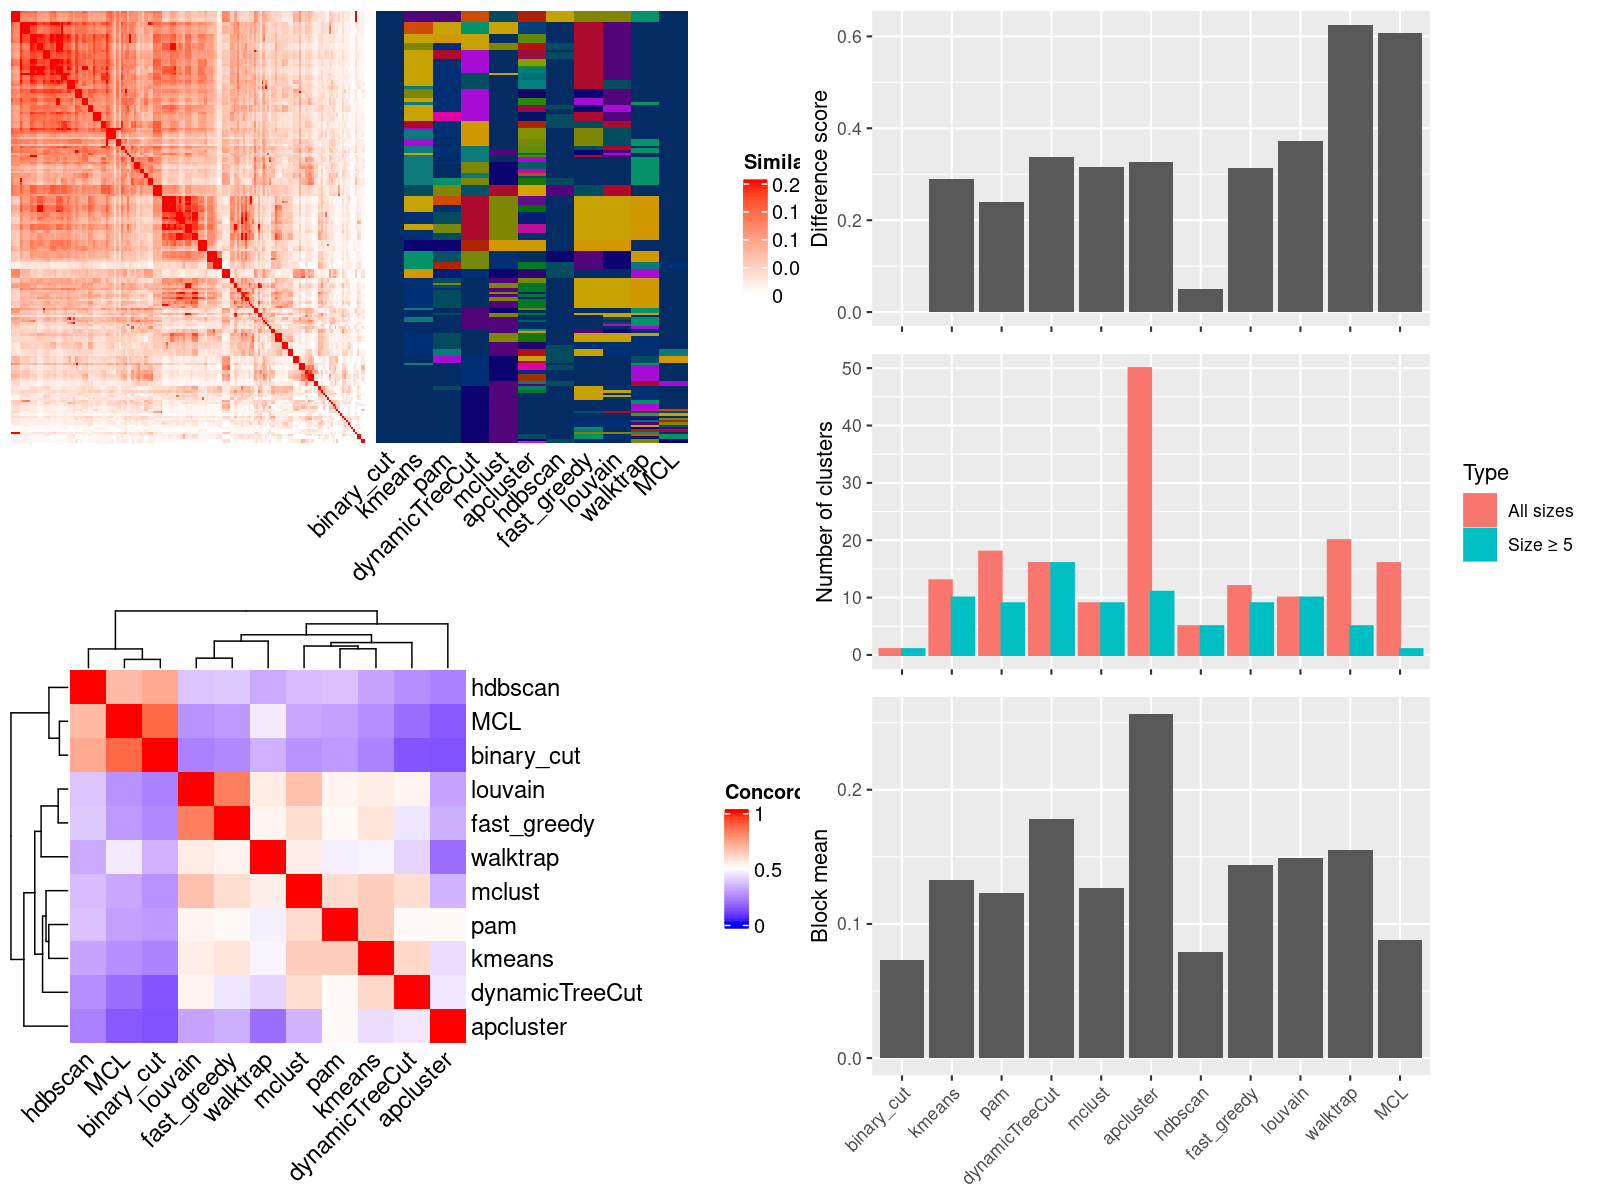 Simila
0.2
0.1
0.1
0.0
0
binary_cut
kmeans
pam
dynamicTreeCut
mclust
apcluster
hdbscan
fast_greedy
louvain
walktrap
MCL
hdbscan
MCL
binary_cut
louvain
fast_greedy
walktrap
mclust
pam
kmeans
dynamicTreeCut
apcluster
hdbscan
MCL
binary_cut
louvain
fast_greedy
walktrap
mclust
pam
kmeans
dynamicTreeCut
apcluster
Concord
1
0.5
0
Difference score
0.6
0.4
0.2
0.0
Number of clusters
50
40
30
20
10
0
Type
All sizes
Size ≥ 5
Block mean
0.2
0.1
0.0
binary_cut
kmeans
pam
dynamicTreeCut
mclust
apcluster
hdbscan
fast_greedy
louvain
walktrap
MCL